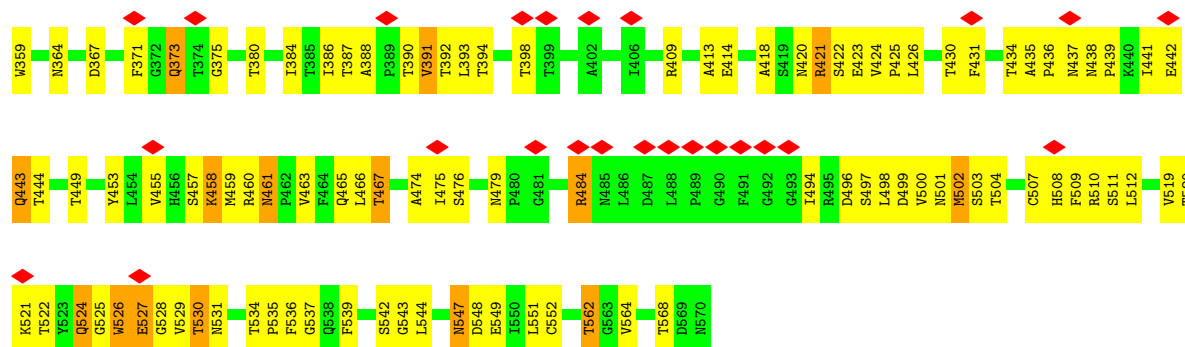 W359 N364 D367 F371 G372 Q373 T374 G375 T380 I384 T385 I386 T387 A388 P389 T390 V391 T392 L393 T394 T398 T399 A402 I406 R409 A413 E414 A418 S419 N420 R421 S422 E423 V424 P425 L426 T430 F431 T434 A435 P436 N437 N438 P439 K440 I441 E442
Q443 T444 T449 Y453 L454 V455 H456 S457 K458 M459 R460 N461 P462 V463 F464 Q465 L466 T467 A474 I475 S476 N479 P480 G481 R484 N485 L486 D487 L488 P489 G490 F491 G492 G493 I494 R495 D496 S497 L498 D499 V500 N501 M502 S503 T504 C507 H508 F509 R510 S511 L512 V519
K521 T522 Y523 Q524 G525 W526 E527 G528 V529 T530 N531 T534 P535 F536 G537 Q538 F539 S542 G543 L544 N547 D548 E549 I550 L551 C552 T562 G563 V564 T568 D569 N570